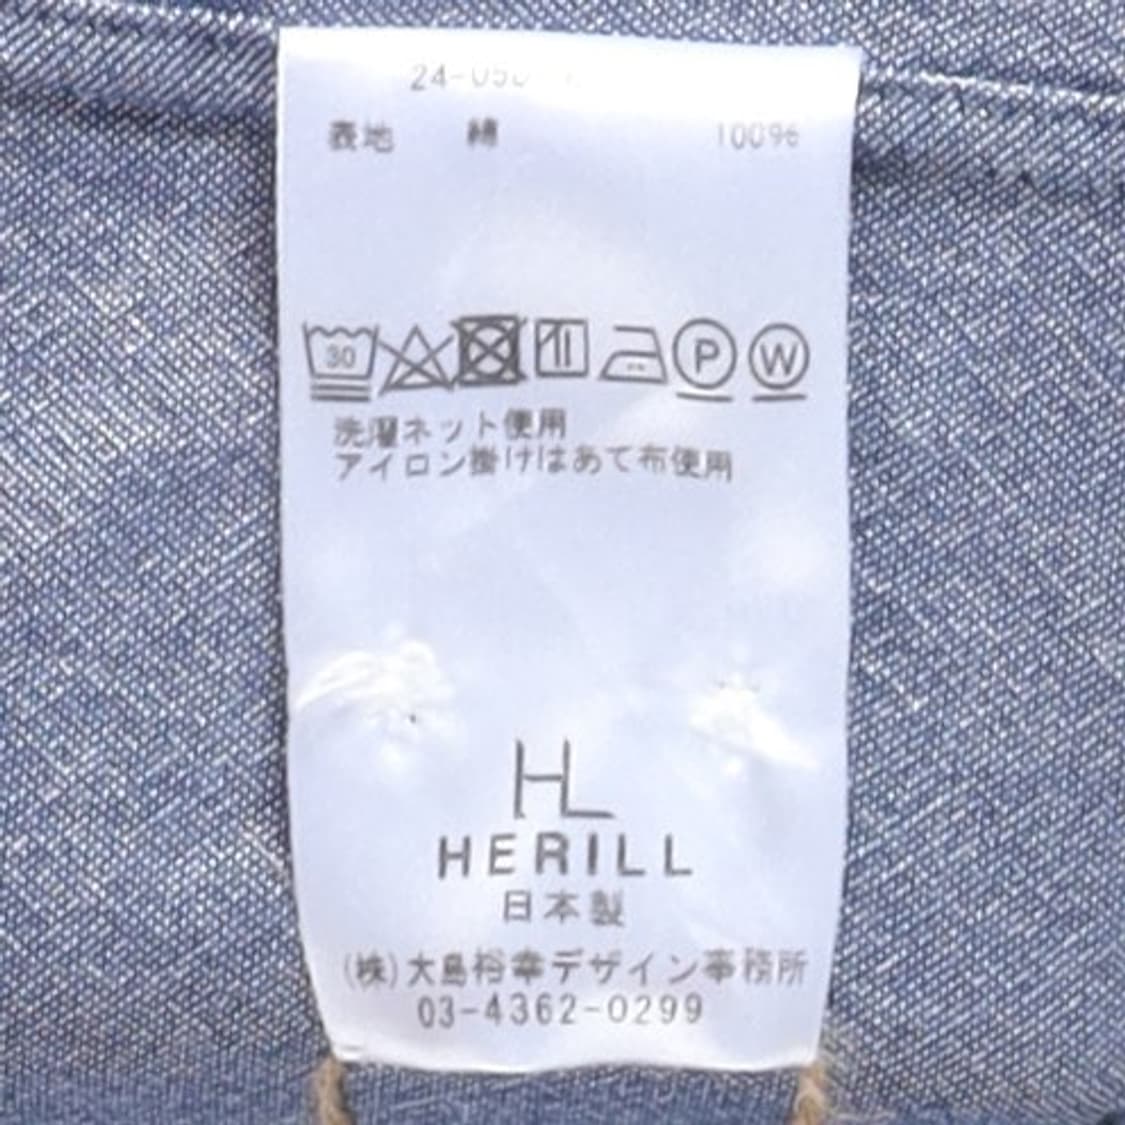 表地 綿 100%
30 P W
洗濯ネット使用
アイロン掛けはあて布使用
HL
HERILL
日本製
(株)大島裕幸デザイン事務所
03-4362-0299